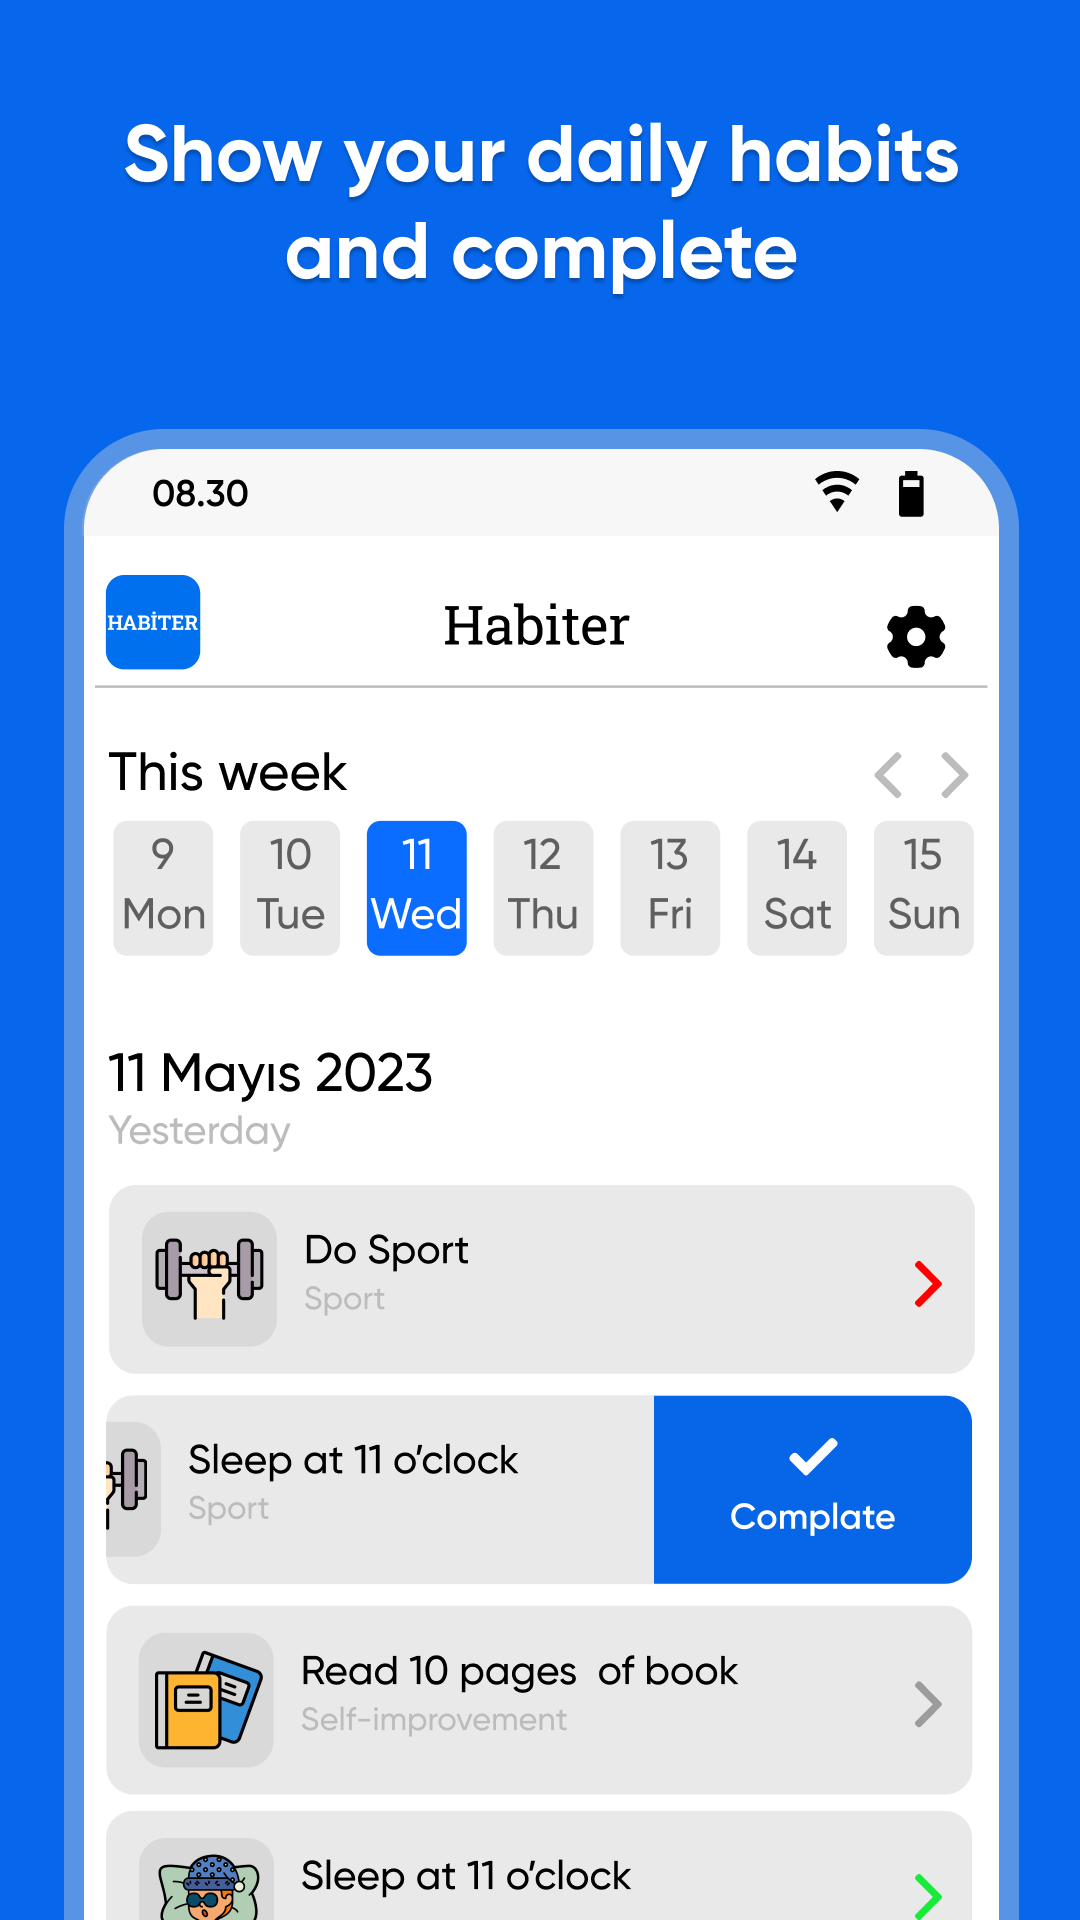 Show your daily habits
and complete
08.30
HABİTER
Habiter
This week
9 10 11 12 13 14 15
Mon Tue Wed Thu Fri Sat Sun
11 Mayıs 2023
Yesterday
Do Sport
Sport
Sleep at 11 o’clock
Sport
Complate
Read 10 pages  of book
Self-improvement
Sleep at 11 o’clock